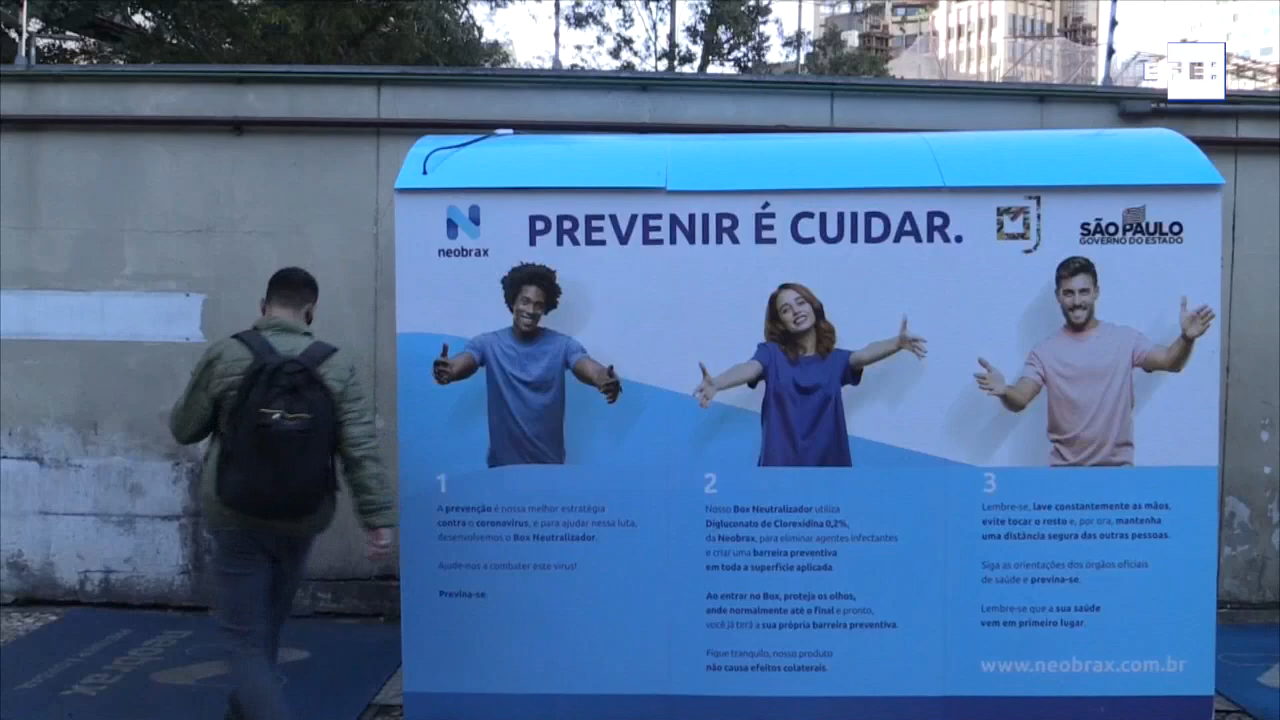 EFE:
neobrax
PREVENIR É CUIDAR.
SÃO PAULO
GOVERNO DO ESTADO
1
A prevenção é nossa melhor estratégia
contra o coronavírus, e para ajudar nessa luta,
desenvolvemos o Box Neutralizador.
Ajude-nos a combater este vírus!
Previna-se.
2
Nosso Box Neutralizador utiliza
Digluconato de Clorexidina 0,2%,
da Neobrax, para eliminar agentes infectantes
e criar uma barreira preventiva
em toda a superfície aplicada.
Ao entrar no Box, proteja os olhos,
ande normalmente até o final e pronto,
você já terá a sua própria barreira preventiva.
Fique tranquilo, nosso produto
não causa efeitos colaterais.
3
Lembre-se, lave constantemente as mãos,
evite tocar o rosto e, por ora, mantenha
uma distância segura das outras pessoas.
Siga as orientações dos órgãos oficiais
de saúde e previna-se.
Lembre-se que a sua saúde
vem em primeiro lugar.
www.neobrax.com.br
neobrax